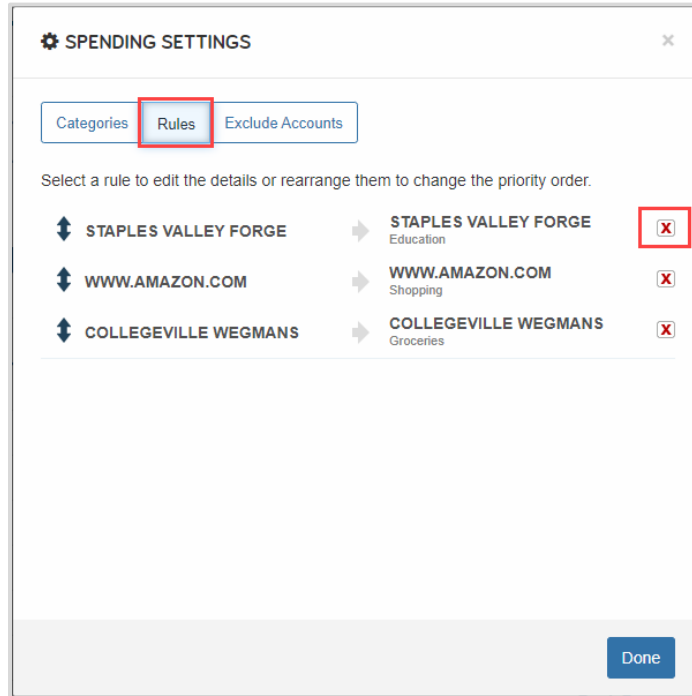 SPENDING SETTINGS
×
Categories Rules Exclude Accounts
Select a rule to edit the details or rearrange them to change the priority order.
STAPLES VALLEY FORGE STAPLES VALLEY FORGE X
Education
WWW.AMAZON.COM WWW.AMAZON.COM X
Shopping
COLLEGEVILLE WEGMANS COLLEGEVILLE WEGMANS X
Groceries
Done